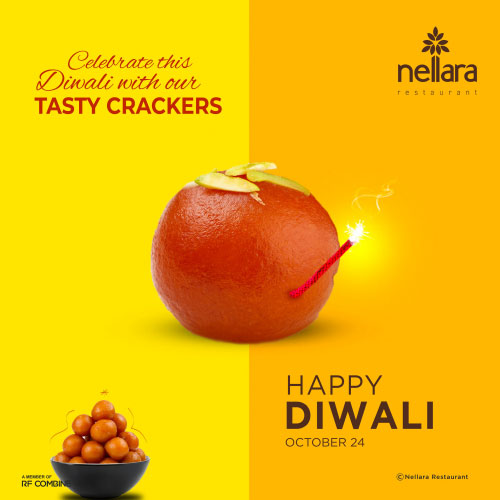 Celebrate this
Diwali with our
TASTY CRACKERS
nellara
restaurant
HAPPY
DIWALI
OCTOBER 24
A MEMBER OF
RF COMBIN
©Nellara Restaurant